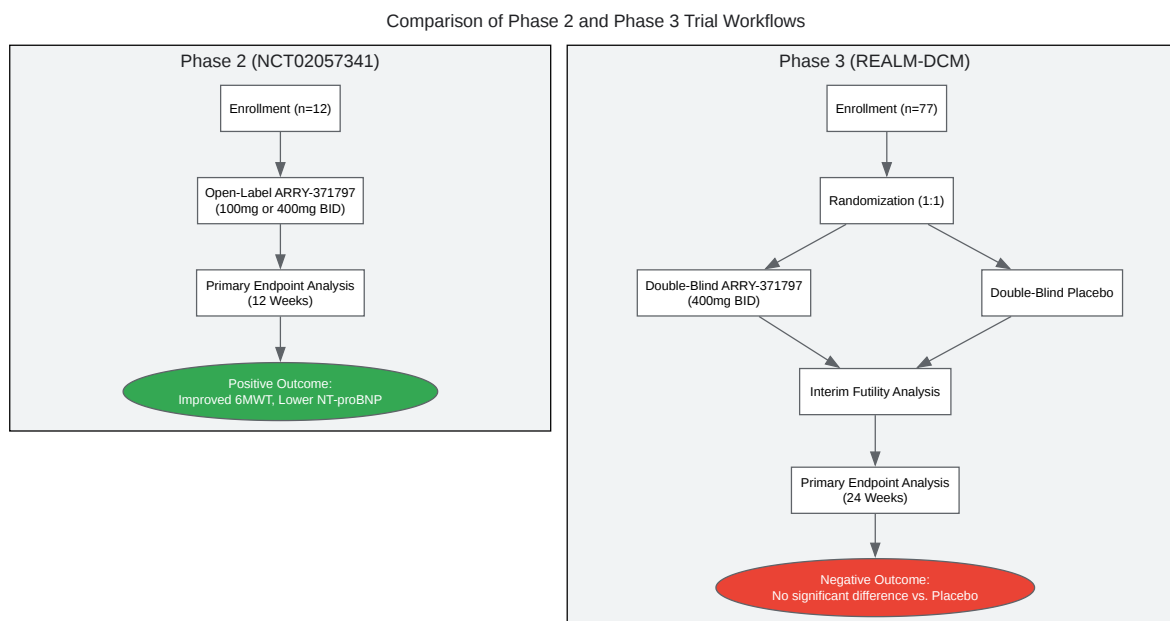 Comparison of Phase 2 and Phase 3 Trial Workflows
Phase 2 (NCT02057341)
Enrollment (n=12)
Open-Label ARRY-371797
(100mg or 400mg BID)
Primary Endpoint Analysis
(12 Weeks)
Positive Outcome:
Improved 6MWT, Lower NT-proBNP
Phase 3 (REALM-DCM)
Enrollment (n=77)
Randomization (1:1)
Double-Blind ARRY-371797
(400mg BID)
Double-Blind Placebo
Interim Futility Analysis
Primary Endpoint Analysis
(24 Weeks)
Negative Outcome:
No significant difference vs. Placebo